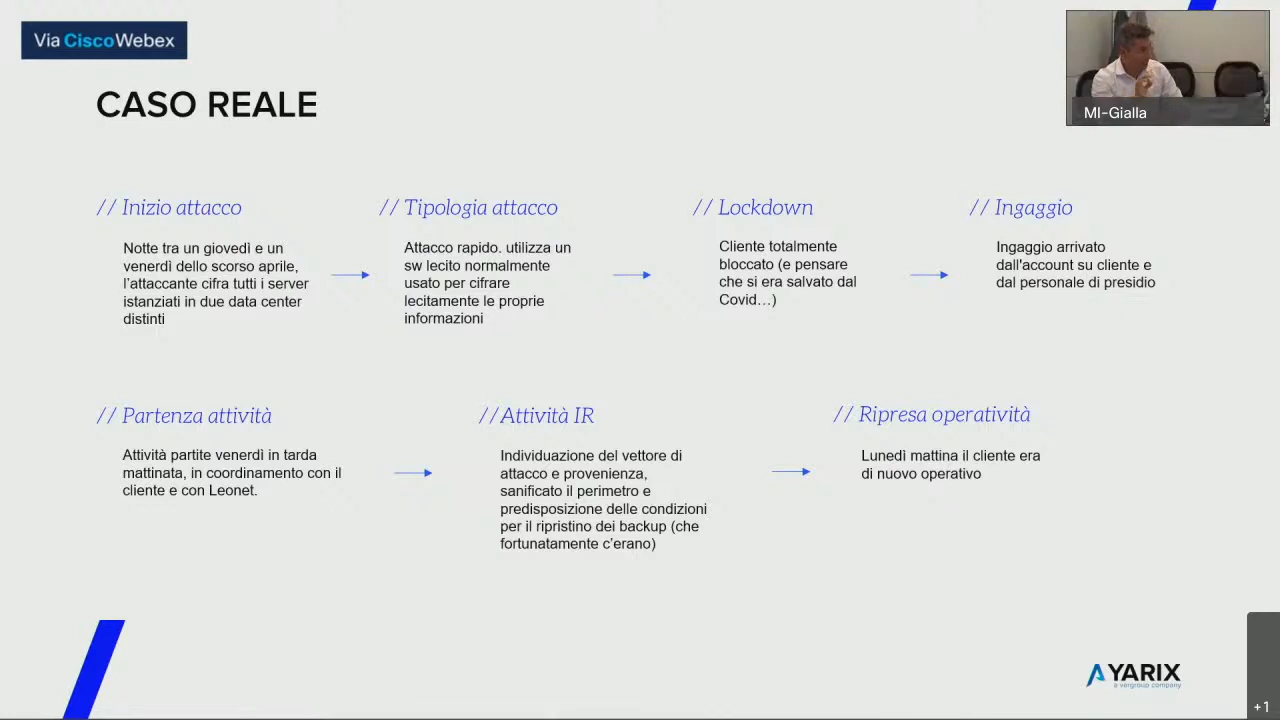 Via CiscoWebex
MI-Gialla
CASO REALE
// Inizio attacco
Notte tra un giovedì e un
venerdì dello scorso aprile,
l'attaccante cifra tutti i server
istanziati in due data center
distinti
// Tipologia attacco
Attacco rapido. utilizza un
sw lecito normalmente
usato per cifrare
lecitamente le proprie
informazioni
// Lockdown
Cliente totalmente
bloccato (e pensare
che si era salvato dal
Covid…)
// Ingaggio
Ingaggio arrivato
dall'account su cliente e
dal personale di presidio
// Partenza attività
Attività partite venerdì in tarda
mattinata, in coordinamento con il
cliente e con Leonet.
//Attività IR
Individuazione del vettore di
attacco e provenienza,
sanificato il perimetro e
predisposizione delle condizioni
per il ripristino dei backup (che
fortunatamente c'erano)
// Ripresa operatività
Lunedì mattina il cliente era
di nuovo operativo
YARIX
a vargroup company
+1